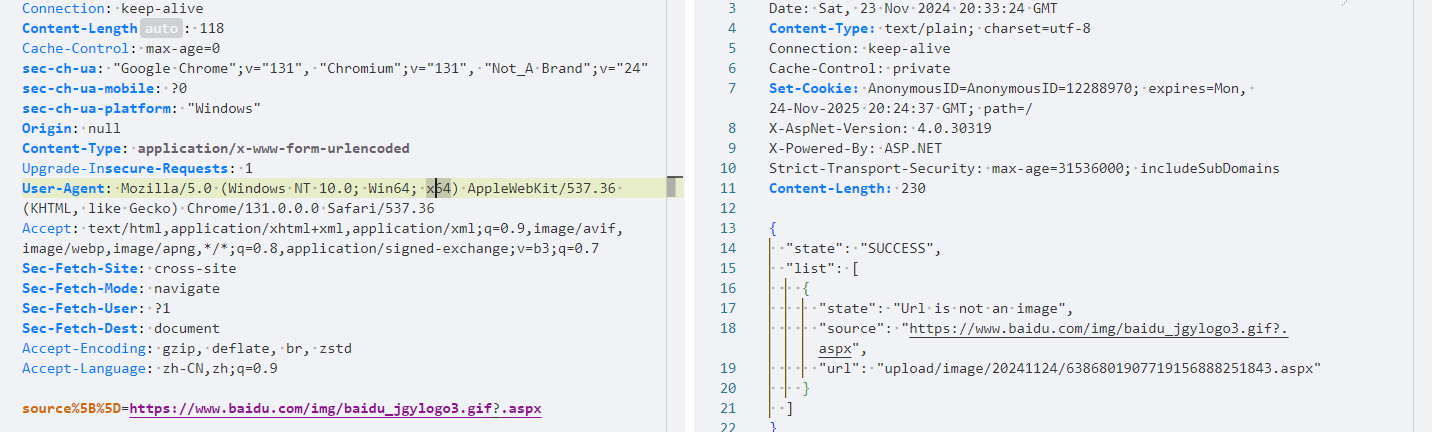 Connection: keep-alive
Content-Length auto : 118
Cache-Control: max-age=0
sec-ch-ua: "Google Chrome";v="131", "Chromium";v="131", "Not_A Brand";v="24"
sec-ch-ua-mobile: ?0
sec-ch-ua-platform: "Windows"
Origin: null
Content-Type: application/x-www-form-urlencoded
Upgrade-Insecure-Requests: 1
User-Agent: Mozilla/5.0 (Windows NT 10.0; Win64; x64) AppleWebKit/537.36
(KHTML, like Gecko) Chrome/131.0.0.0 Safari/537.36
Accept: text/html,application/xhtml+xml,application/xml;q=0.9,image/avif,
image/webp,image/apng,*/*;q=0.8,application/signed-exchange;v=b3;q=0.7
Sec-Fetch-Site: cross-site
Sec-Fetch-Mode: navigate
Sec-Fetch-User: ?1
Sec-Fetch-Dest: document
Accept-Encoding: gzip, deflate, br, zstd
Accept-Language: zh-CN,zh;q=0.9
source%5B%5D=https://www.baidu.com/img/baidu_jgylogo3.gif?.aspx
3 Date: Sat, 23 Nov 2024 20:33:24 GMT
4 Content-Type: text/plain; charset=utf-8
5 Connection: keep-alive
6 Cache-Control: private
7 Set-Cookie: AnonymousID=AnonymousID=12288970; expires=Mon,
24-Nov-2025 20:24:37 GMT; path=/
8 X-AspNet-Version: 4.0.30319
9 X-Powered-By: ASP.NET
10 Strict-Transport-Security: max-age=31536000; includeSubDomains
11 Content-Length: 230
12
13 {
14 "state": "SUCCESS",
15 "list": [
16 {
17 "state": "Url is not an image",
18 "source": "https://www.baidu.com/img/baidu_jgylogo3.gif?.
aspx",
19 "url": "upload/image/20241124/6386801907719156888251843.aspx"
20 }
21 ]
22 }